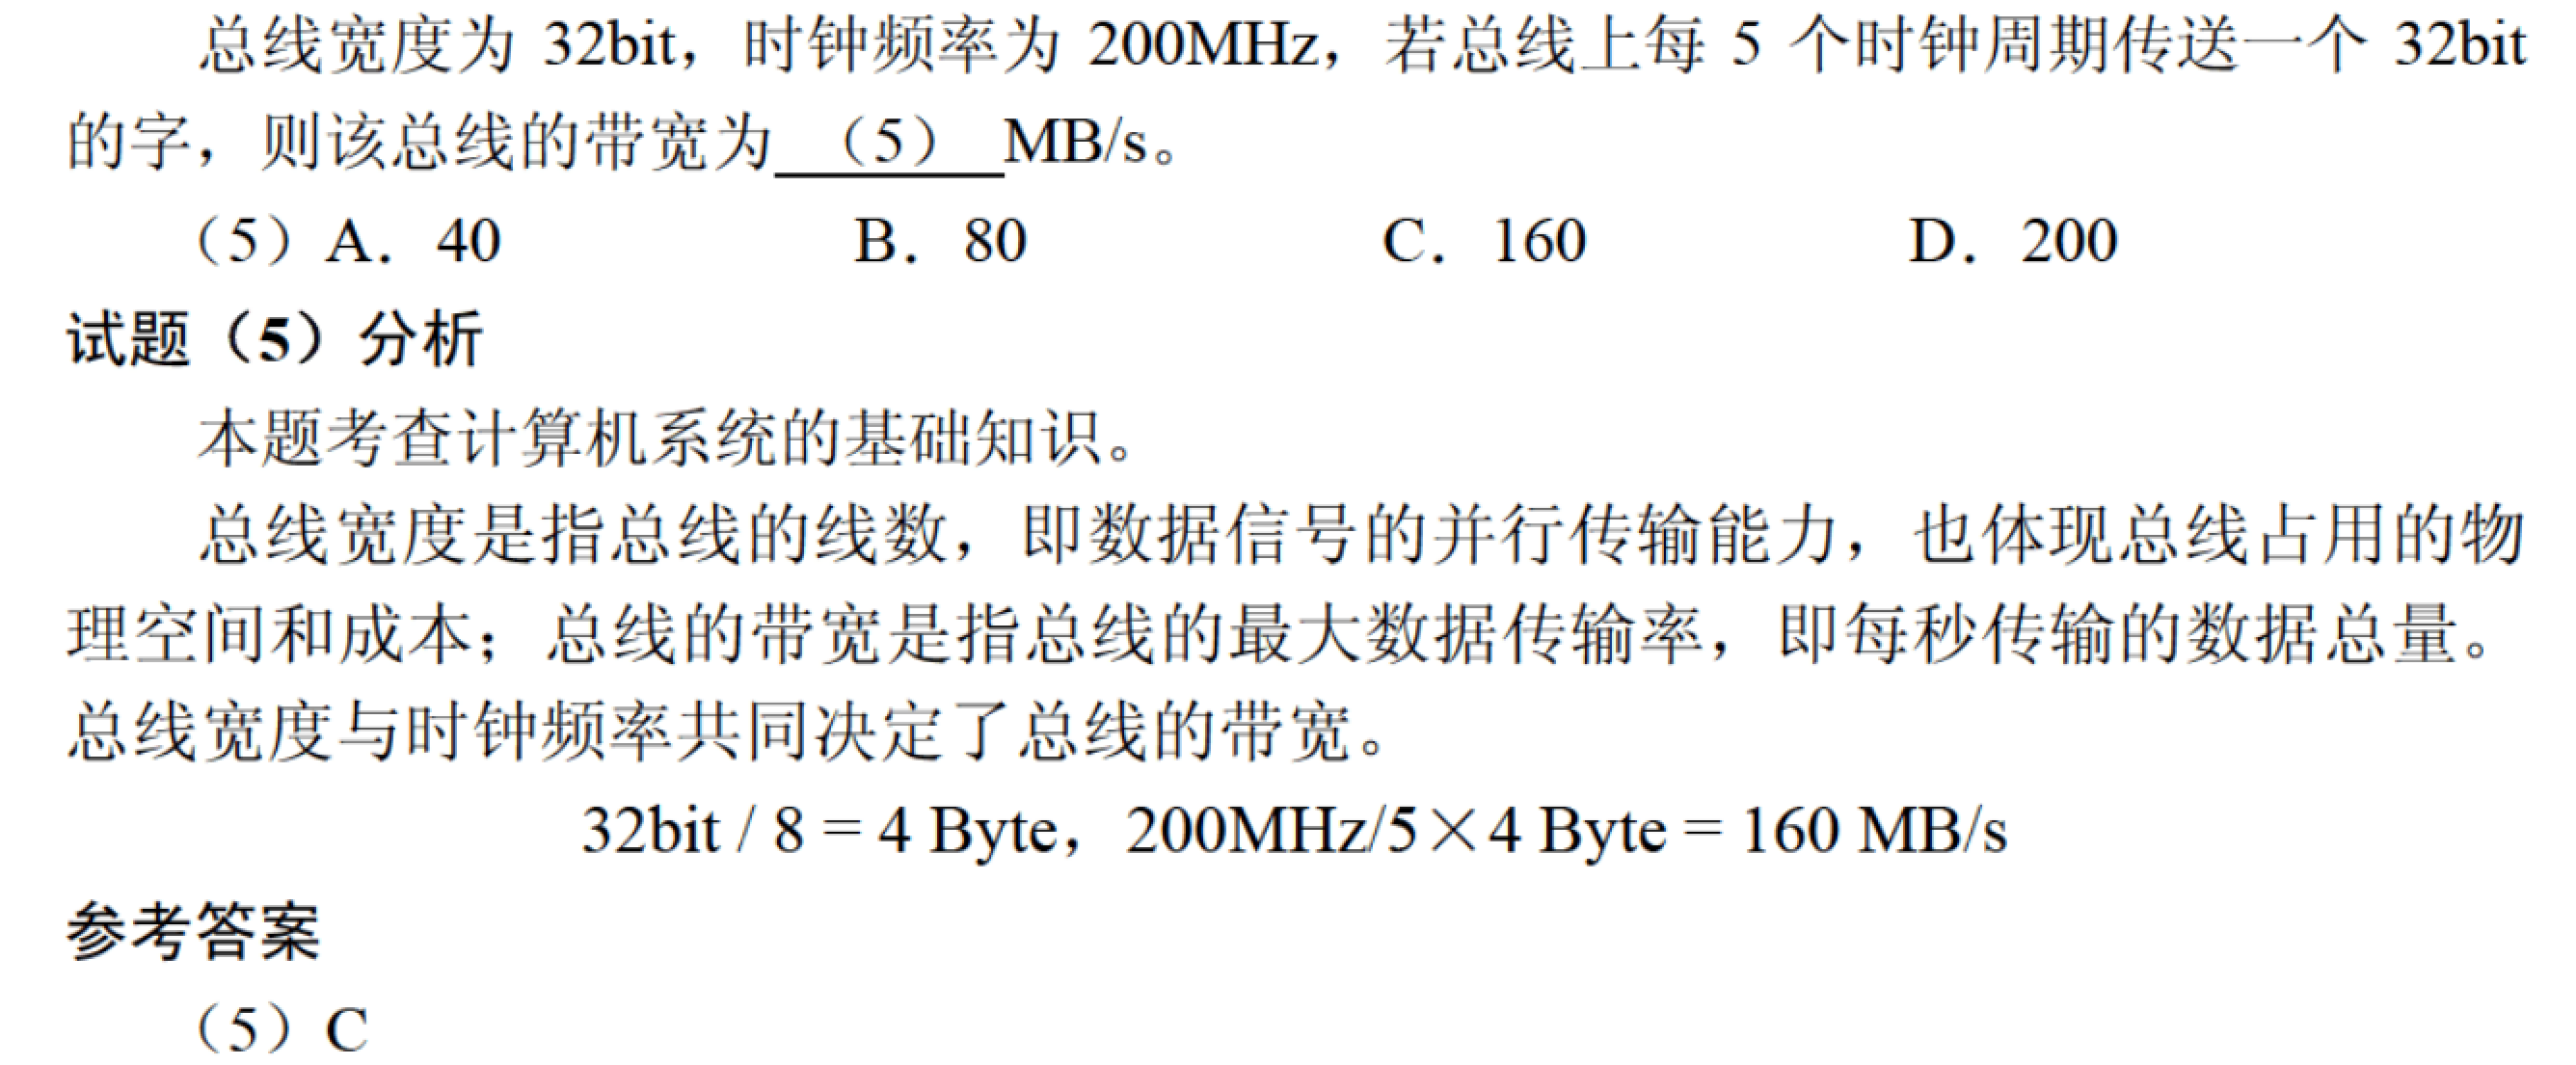 总线宽度为 32bit，时钟频率为 200MHz，若总线上每 5 个时钟周期传送一个 32bit
的字，则该总线的带宽为 （5） MB/s。
（5）A．40 B．80 C．160 D．200
试题（5）分析
本题考查计算机系统的基础知识。
总线宽度是指总线的线数，即数据信号的并行传输能力，也体现总线占用的物
理空间和成本；总线的带宽是指总线的最大数据传输率，即每秒传输的数据总量。
总线宽度与时钟频率共同决定了总线的带宽。
32bit / 8 = 4 Byte，200MHz/5×4 Byte = 160 MB/s
参考答案
（5）C